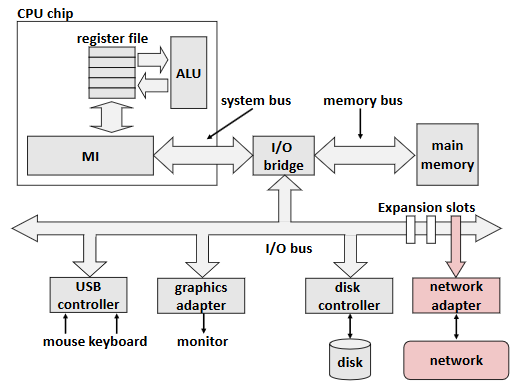 CPU chip
register file
ALU
system bus
memory bus
MI
I/O
bridge
main
memory
Expansion slots
I/O bus
USB
controller
graphics
adapter
disk
controller
network
adapter
mouse keyboard
monitor
disk
network